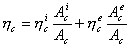 η_c = η_c^i A_c^i / A_c + η_c^e A_c^e / A_c